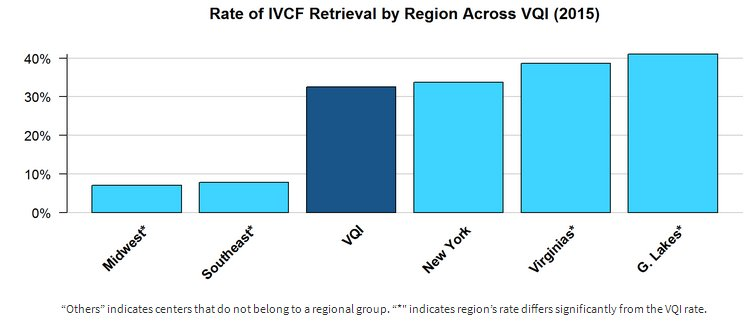 Rate of IVCF Retrieval by Region Across VQI (2015)
40%
30%
20%
10%
0%
Midwest*
Southeast*
VQI
New York
Virginias*
G. Lakes*
“Others” indicates centers that do not belong to a regional group. “*” indicates region’s rate differs significantly from the VQI rate.